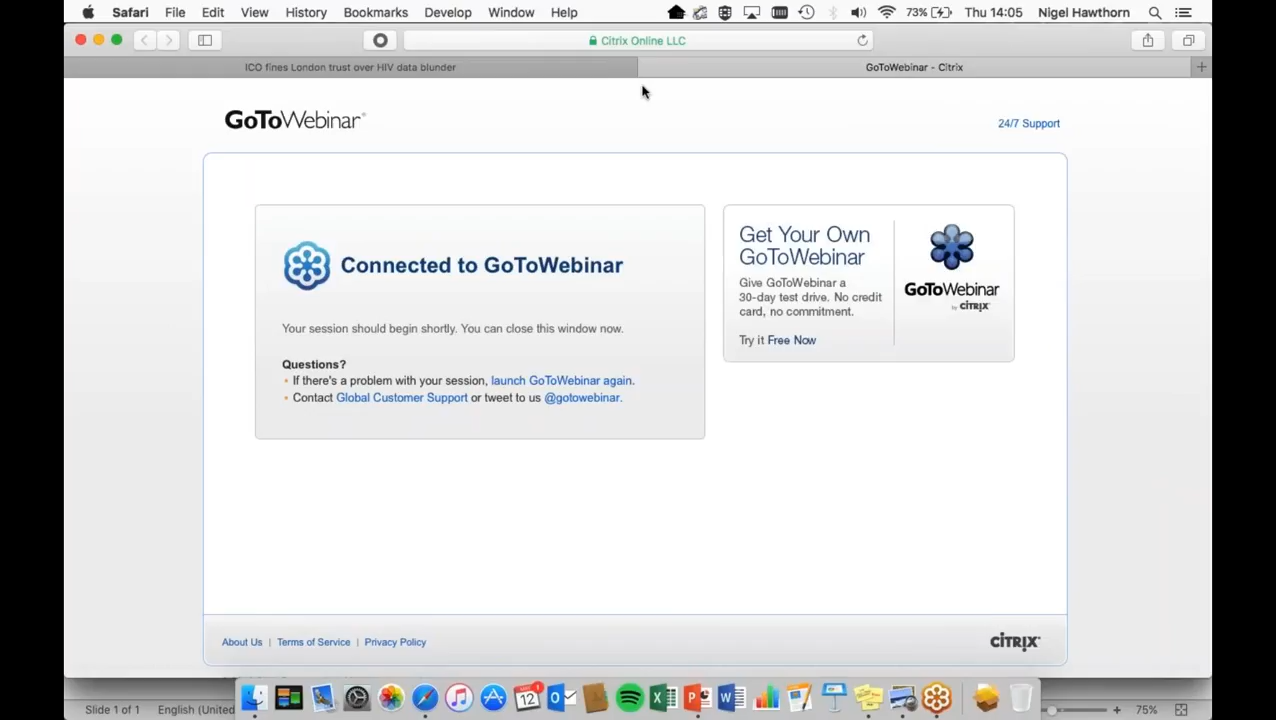 Safari File Edit View History Bookmarks Develop Window Help 73% Thu 14:05 Nigel Hawthorn
Citrix Online LLC
ICO fines London trust over HIV data blunder
GoToWebinar - Citrix
GoToWebinar
24/7 Support
Connected to GoToWebinar
Your session should begin shortly. You can close this window now.
Questions?
• If there's a problem with your session, launch GoToWebinar again.
• Contact Global Customer Support or tweet to us @gotowebinar.
Get Your Own
GoToWebinar
Give GoToWebinar a
30-day test drive. No credit
card, no commitment.
Try it Free Now
GoToWebinar
by CITRIX
About Us | Terms of Service | Privacy Policy
CITRIX
12
Slide 1 of 1 English (United
75%